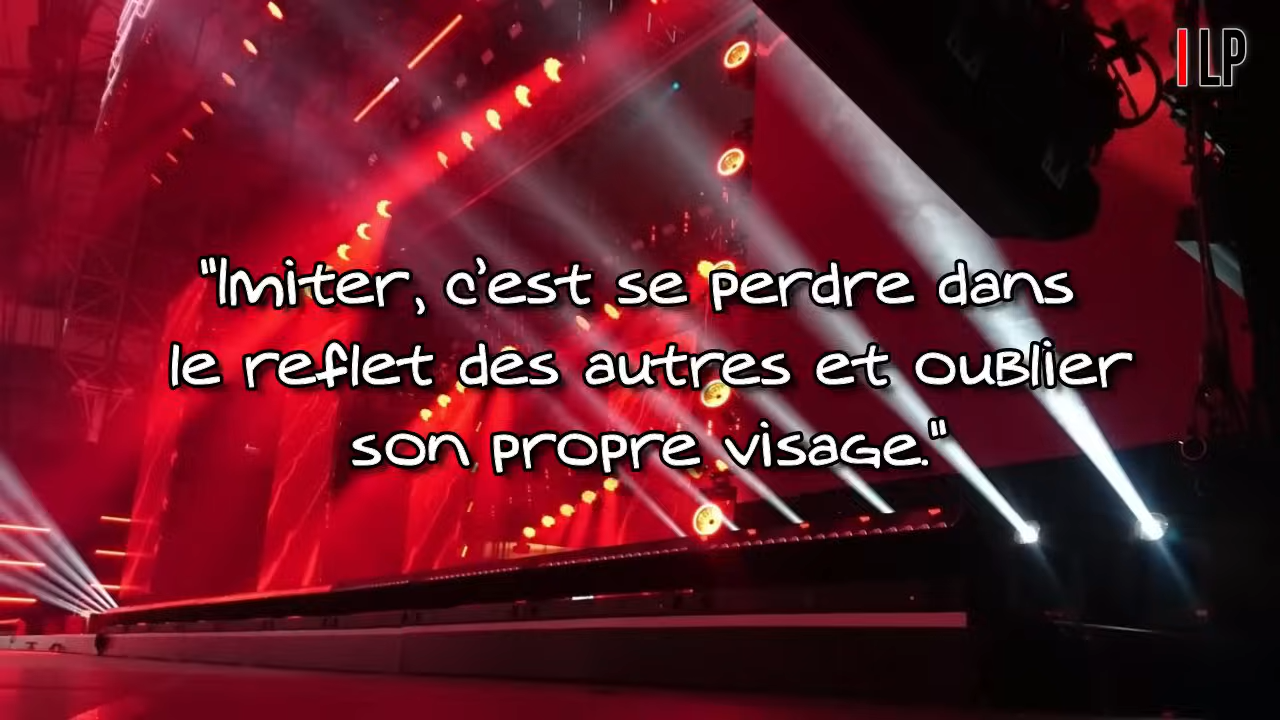 ILP
"Imiter, c'est se perdre dans
le reflet des autres et oublier
son propre visage."